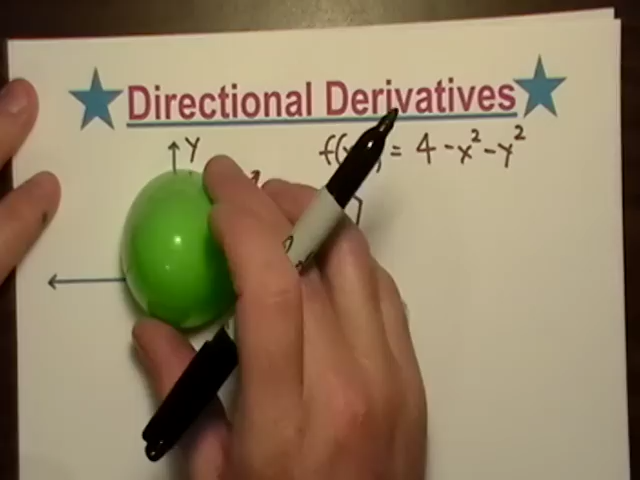 Directional Derivatives
Y
f( = 4 - x² - y²